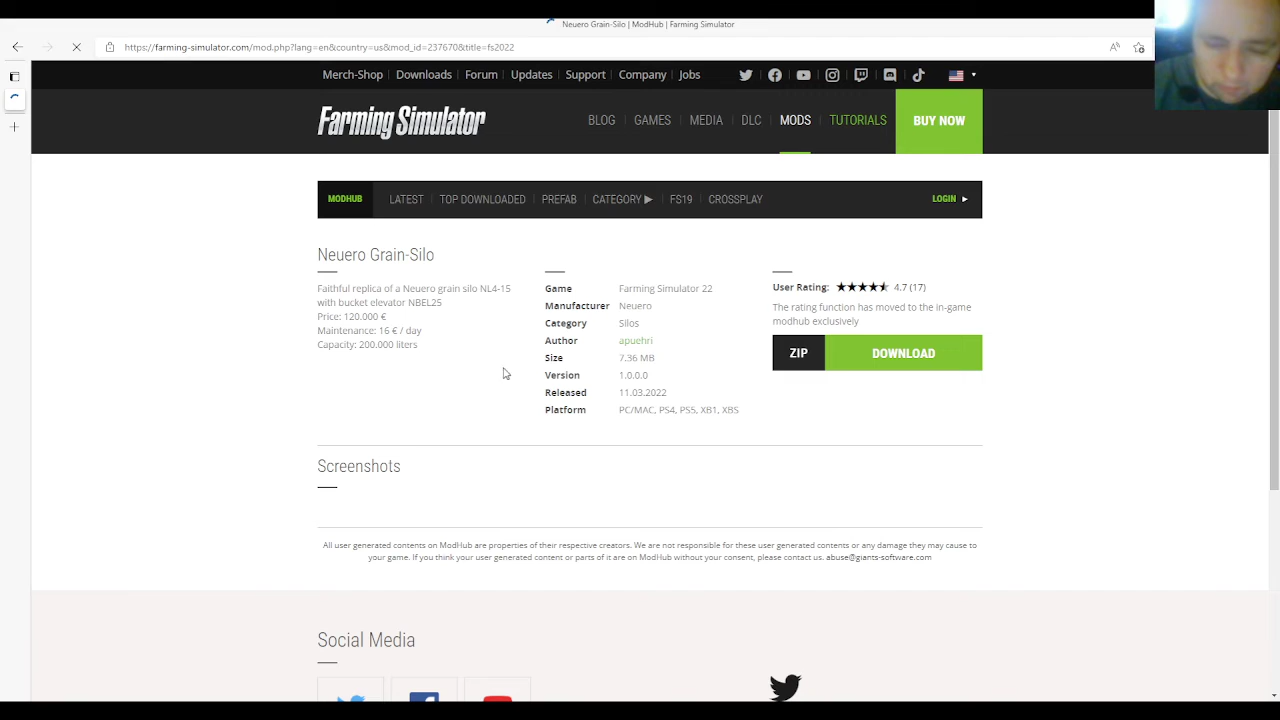 Neuero Grain-Silo | ModHub | Farming Simulator
https://farming-simulator.com/mod.php?lang=en&country=us&mod_id=237670&title=fs2022
Merch-Shop Downloads Forum Updates Support Company Jobs
Farming Simulator BLOG GAMES MEDIA DLC MODS TUTORIALS BUY NOW
MODHUB LATEST TOP DOWNLOADED PREFAB CATEGORY ▶ FS19 CROSSPLAY LOGIN ▶
Neuero Grain-Silo
Faithful replica of a Neuero grain silo NL4-15
with bucket elevator NBEL25
Price: 120.000 €
Maintenance: 16 € / day
Capacity: 200.000 liters
Game Farming Simulator 22
Manufacturer Neuero
Category Silos
Author apuehri
Size 7.36 MB
Version 1.0.0.0
Released 11.03.2022
Platform PC/MAC, PS4, PS5, XB1, XBS
User Rating: 4.7 (17)
The rating function has moved to the in-game
modhub exclusively
ZIP DOWNLOAD
Screenshots
All user generated contents on ModHub are properties of their respective creators. We are not responsible for these user generated contents or any damage they may cause to
your game. If you think your user generated content or parts of it are on ModHub without your consent, please contact us. abuse@giants-software.com
Social Media